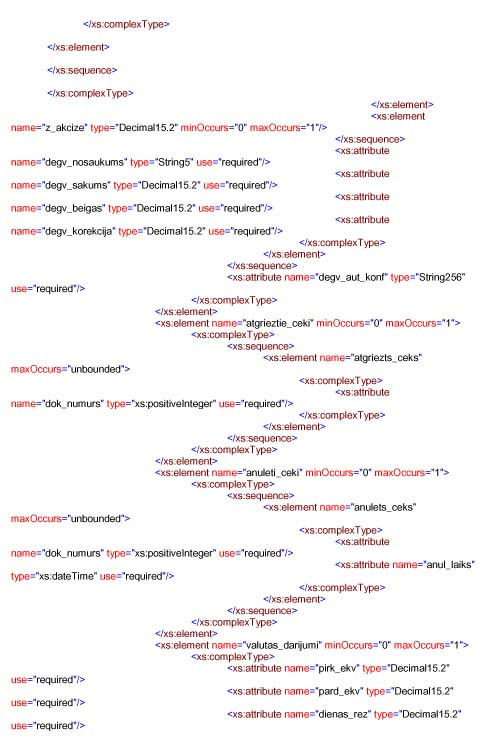 </xs:complexType>
</xs:element>
</xs:sequence>
</xs:complexType>
</xs:element>
<xs:element
name="z_akcize" type="Decimal15.2" minOccurs="0" maxOccurs="1"/>
</xs:sequence>
<xs:attribute
name="degv_nosaukums" type="String5" use="required"/>
<xs:attribute
name="degv_sakums" type="Decimal15.2" use="required"/>
<xs:attribute
name="degv_beigas" type="Decimal15.2" use="required"/>
<xs:attribute
name="degv_korekcija" type="Decimal15.2" use="required"/>
</xs:complexType>
</xs:element>
</xs:sequence>
<xs:attribute name="degv_aut_konf" type="String256"
use="required"/>
</xs:complexType>
</xs:element>
<xs:element name="atgrieztie_ceki" minOccurs="0" maxOccurs="1">
<xs:complexType>
<xs:sequence>
<xs:element name="atgriezts_ceks"
maxOccurs="unbounded">
<xs:complexType>
<xs:attribute
name="dok_numurs" type="xs:positiveInteger" use="required"/>
</xs:complexType>
</xs:element>
</xs:sequence>
</xs:complexType>
</xs:element>
<xs:element name="anuleti_ceki" minOccurs="0" maxOccurs="1">
<xs:complexType>
<xs:sequence>
<xs:element name="anulets_ceks"
maxOccurs="unbounded">
<xs:complexType>
<xs:attribute
name="dok_numurs" type="xs:positiveInteger" use="required"/>
<xs:attribute name="anul_laiks"
type="xs:dateTime" use="required"/>
</xs:complexType>
</xs:element>
</xs:sequence>
</xs:complexType>
</xs:element>
<xs:element name="valutas_darijumi" minOccurs="0" maxOccurs="1">
<xs:complexType>
<xs:attribute name="pirk_ekv" type="Decimal15.2"
use="required"/>
<xs:attribute name="pard_ekv" type="Decimal15.2"
use="required"/>
<xs:attribute name="dienas_rez" type="Decimal15.2"
use="required"/>